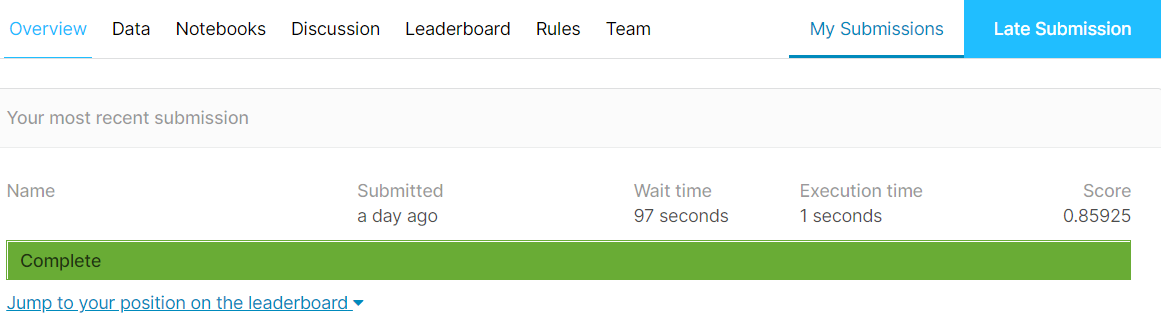 Overview Data Notebooks Discussion Leaderboard Rules Team My Submissions Late Submission
Your most recent submission
Name Submitted Wait time Execution time Score
a day ago 97 seconds 1 seconds 0.85925
Complete
Jump to your position on the leaderboard